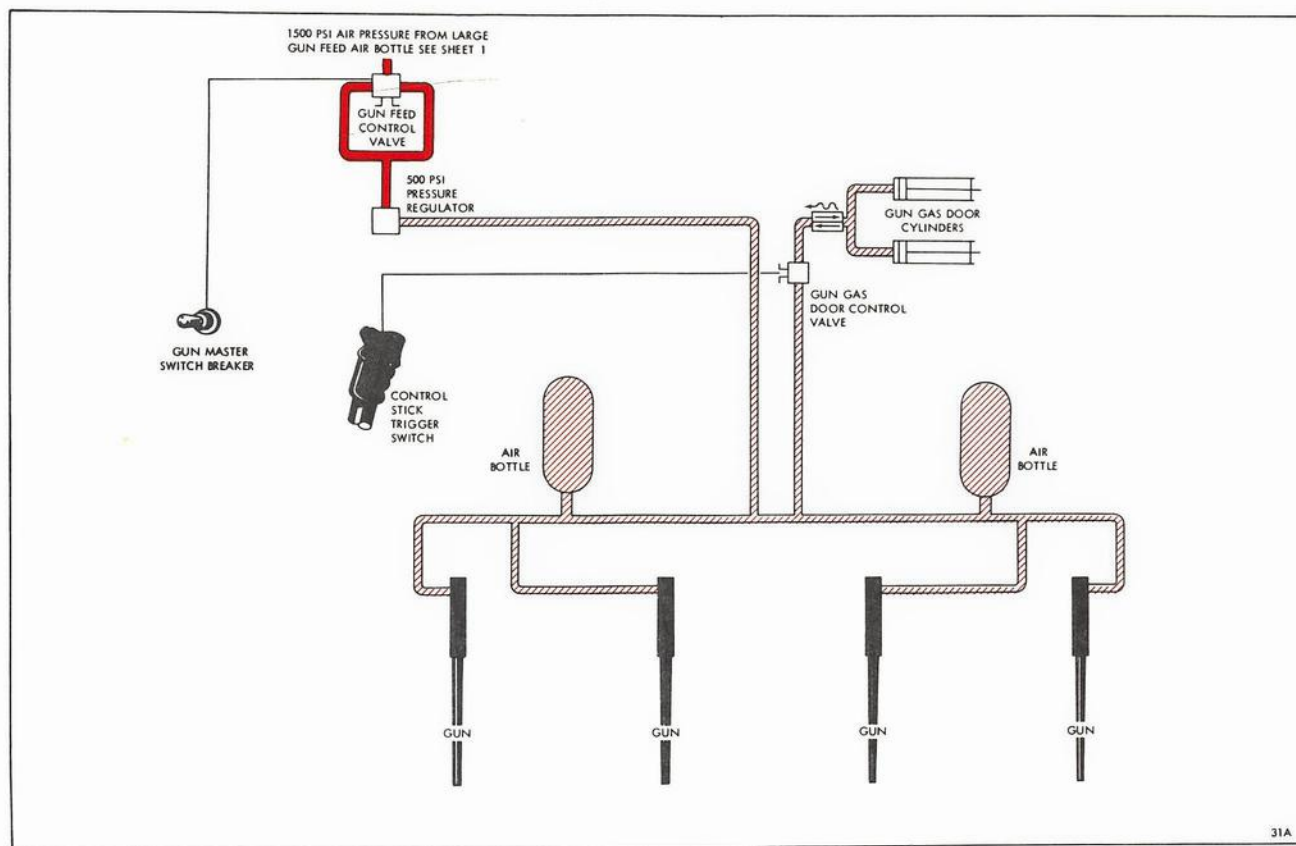 1500 PSI AIR PRESSURE FROM LARGE
GUN FEED AIR BOTTLE SEE SHEET 1
GUN FEED
CONTROL
VALVE
500 PSI
PRESSURE
REGULATOR
GUN GAS DOOR
CYLINDERS
GUN GAS
DOOR CONTROL
VALVE
GUN MASTER
SWITCH BREAKER
CONTROL
STICK
TRIGGER
SWITCH
AIR
BOTTLE
AIR
BOTTLE
GUN
GUN
GUN
GUN
31A